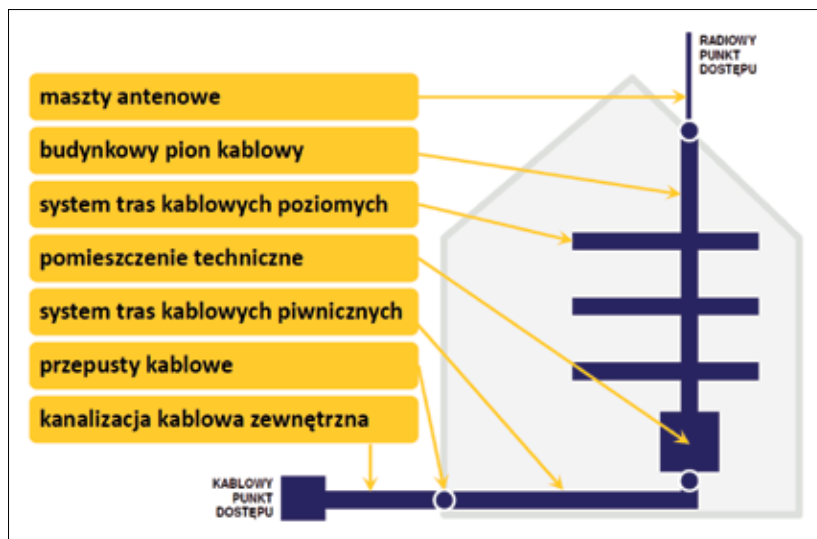 RADIOWY
PUNKT
DOSTĘPU
maszty antenowe
budynkowy pion kablowy
system tras kablowych poziomych
pomieszczenie techniczne
system tras kablowych piwnicznych
przepusty kablowe
kanalizacja kablowa zewnętrzna
KABLOWY
PUNKT
DOSTĘPU